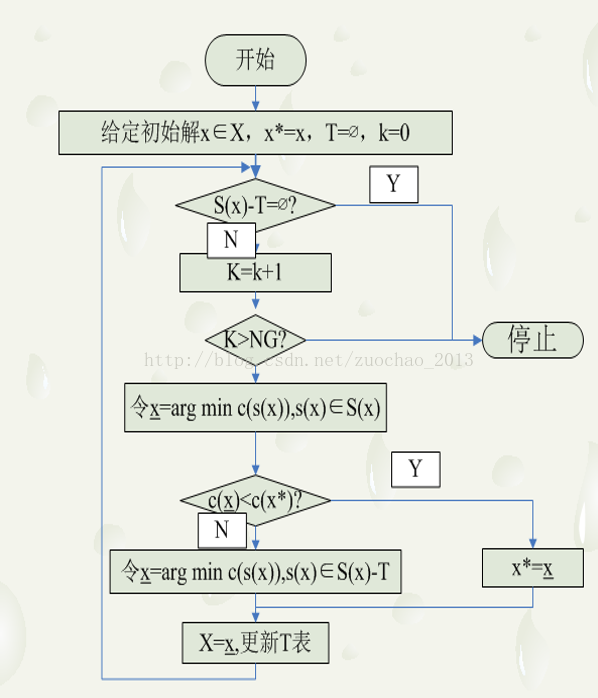 开始
给定初始解x∈X，x*=x，T=∅，k=0
S(x)-T=∅?
Y
N
K=k+1
K>NG?
停止
http://blog.csdn.net/zuochao_2013
令x=arg min c(s(x)),s(x)∈S(x)
Y
c(x)<c(x*)?
N
令x=arg min c(s(x)),s(x)∈S(x)-T
x*=x
X=x,更新T表